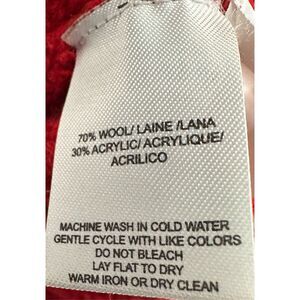 70% WOOL/ LAINE /LANA
30% ACRYLIC/ ACRYLIQUE/
ACRILICO
MACHINE WASH IN COLD WATER
GENTLE CYCLE WITH LIKE COLORS
DO NOT BLEACH
LAY FLAT TO DRY
WARM IRON OR DRY CLEAN